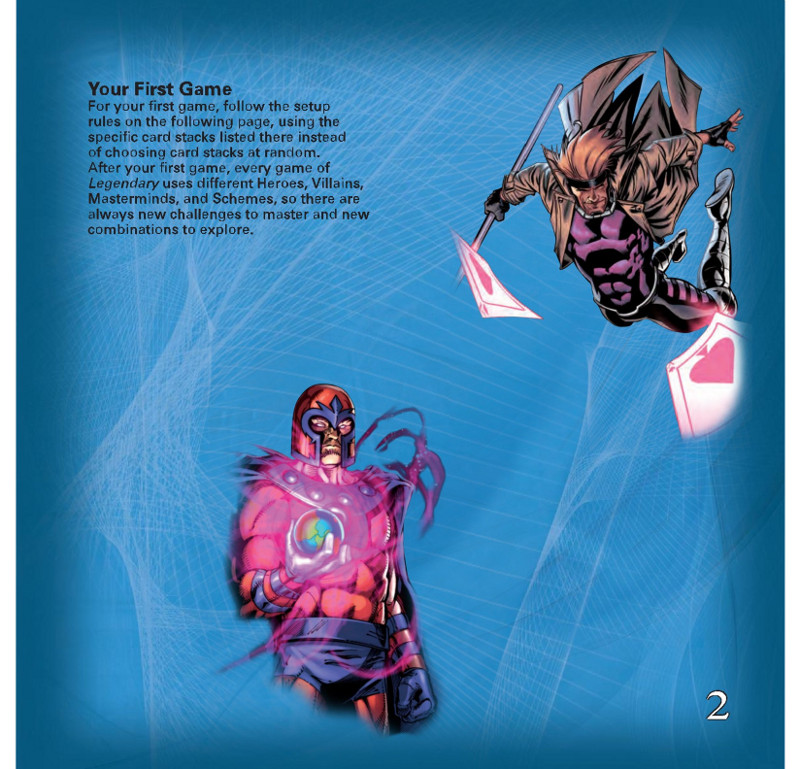 Your First Game
For your first game, follow the setup
rules on the following page, using the
specific card stacks listed there instead
of choosing card stacks at random.
After your first game, every game of
Legendary uses different Heroes, Villains,
Masterminds, and Schemes, so there are
always new challenges to master and new
combinations to explore.
2